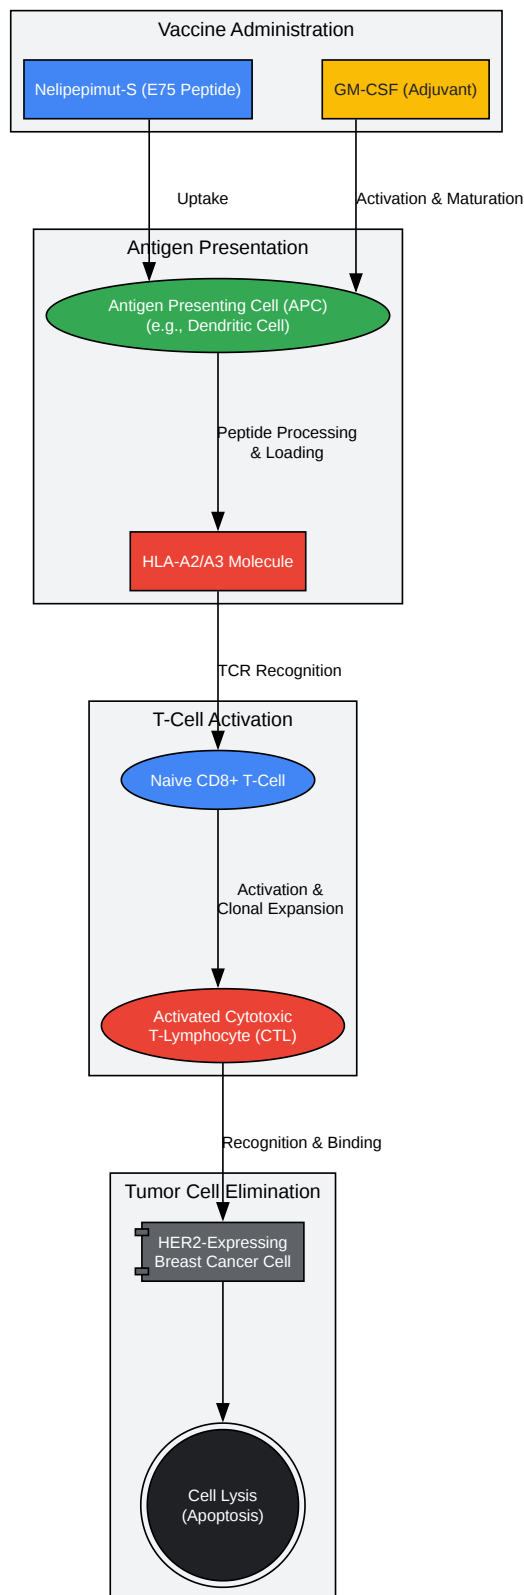 Vaccine Administration
Nelipepimut-S (E75 Peptide)
GM-CSF (Adjuvant)
Uptake
Activation & Maturation
Antigen Presentation
Antigen Presenting Cell (APC)
(e.g., Dendritic Cell)
Peptide Processing
& Loading
HLA-A2/A3 Molecule
TCR Recognition
T-Cell Activation
Naive CD8+ T-Cell
Activation &
Clonal Expansion
Activated Cytotoxic
T-Lymphocyte (CTL)
Recognition & Binding
Tumor Cell Elimination
HER2-Expressing
Breast Cancer Cell
Cell Lysis
(Apoptosis)